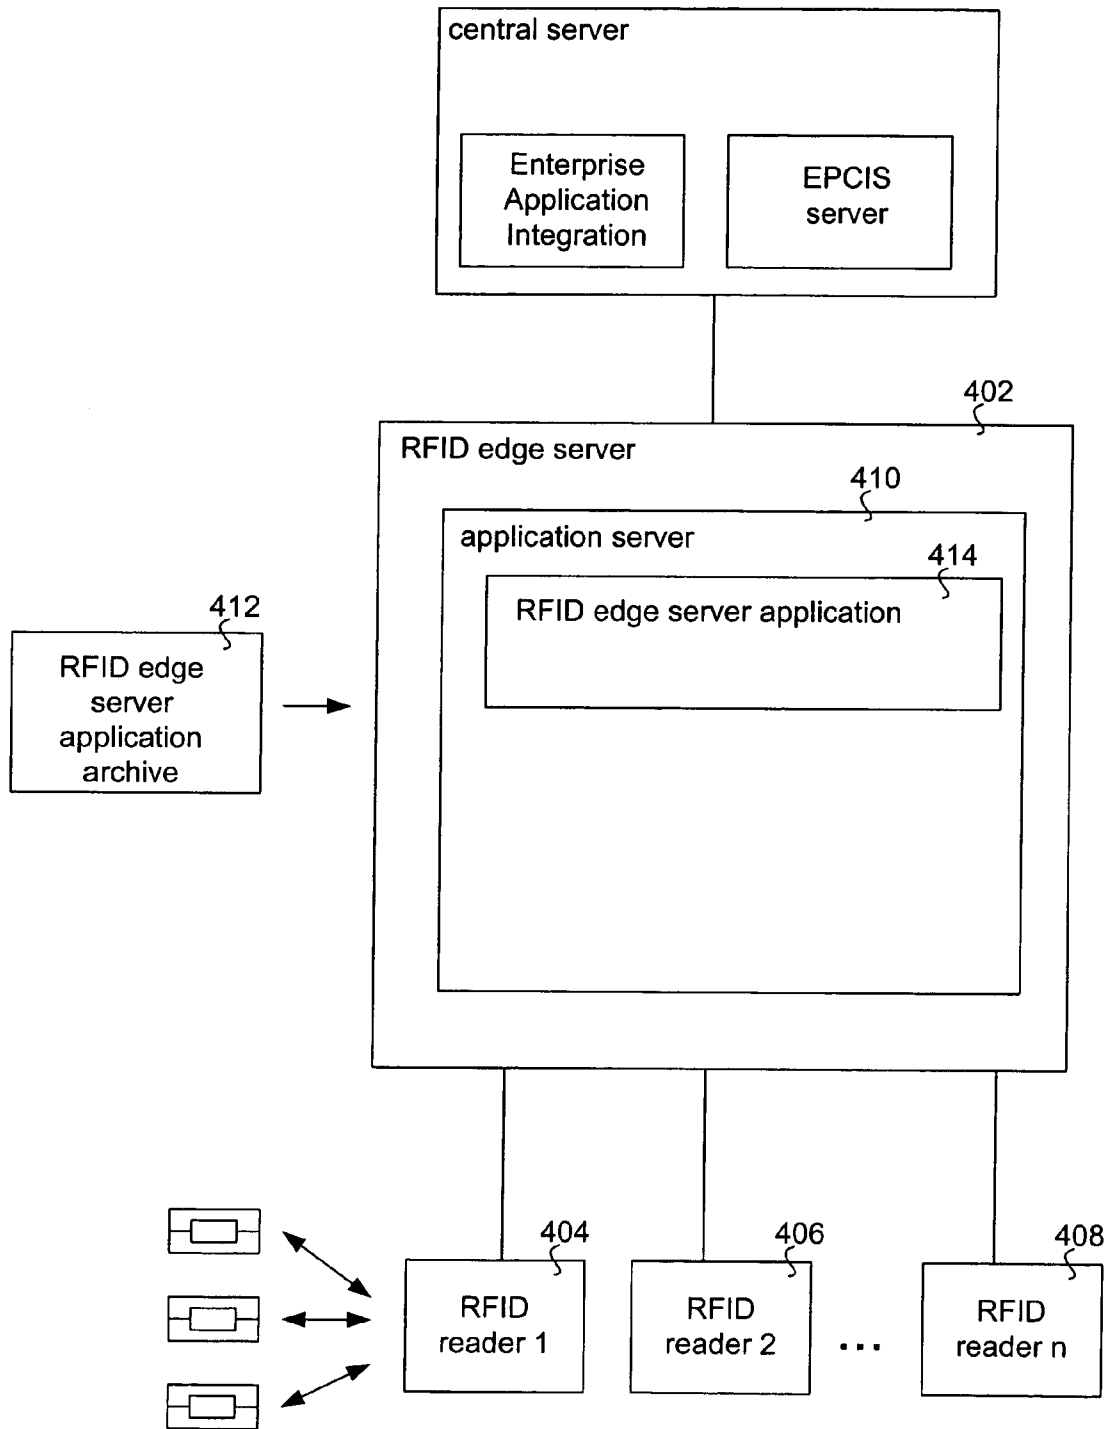 central server
Enterprise
Application
Integration
EPCIS
server
402
RFID edge server
410
application server
414
RFID edge server application
412
RFID edge
server
application
archive
404
RFID
reader 1
406
RFID
reader 2
...
408
RFID
reader n